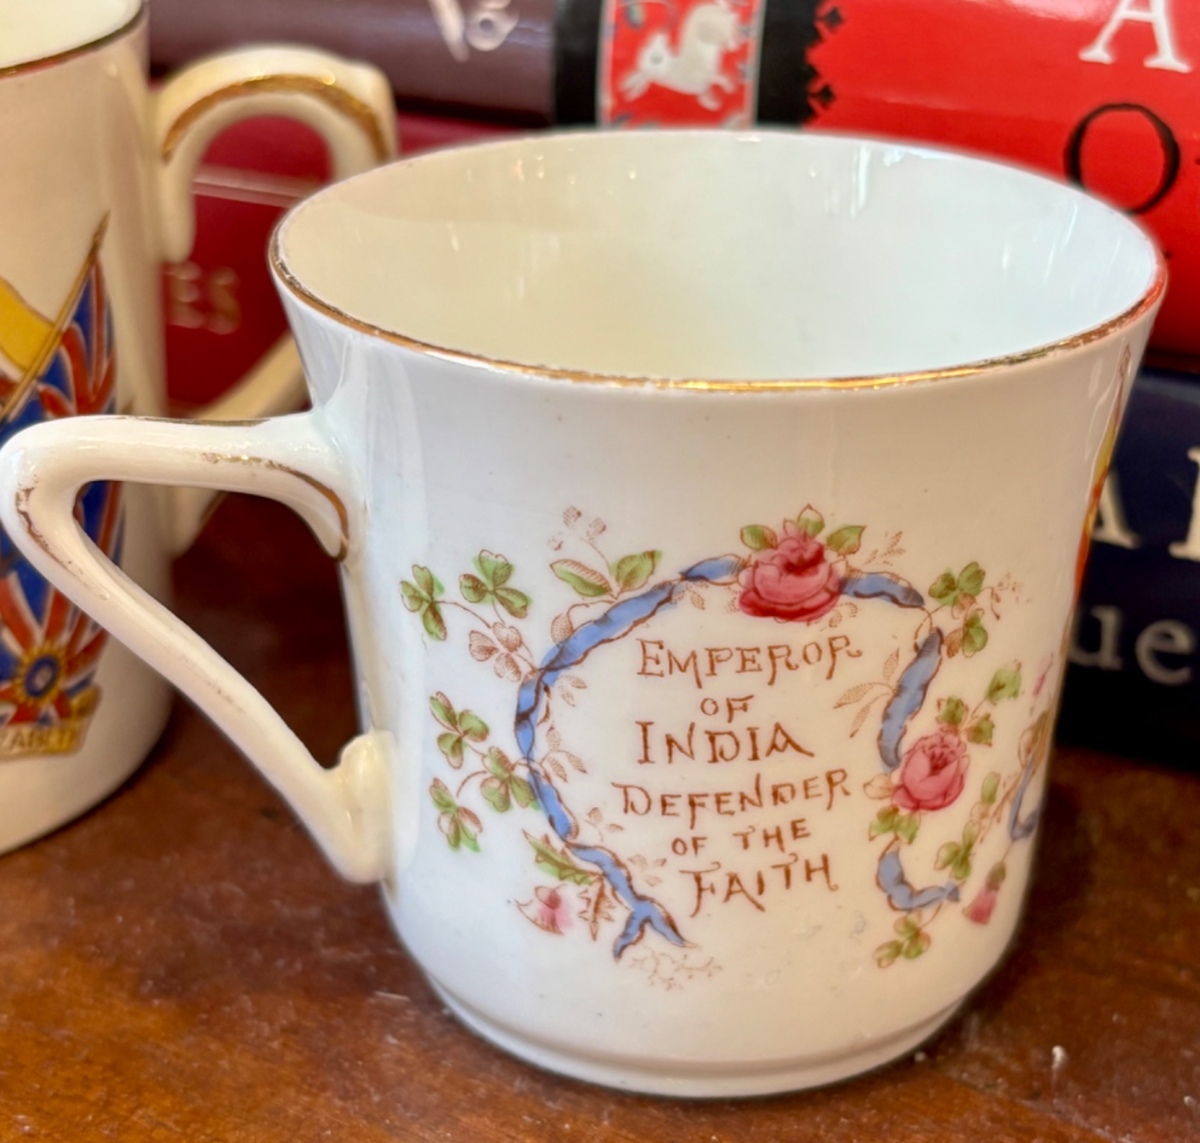 EMPEROR
OF
INDIA
DEFENDER
OF THE
FAITH